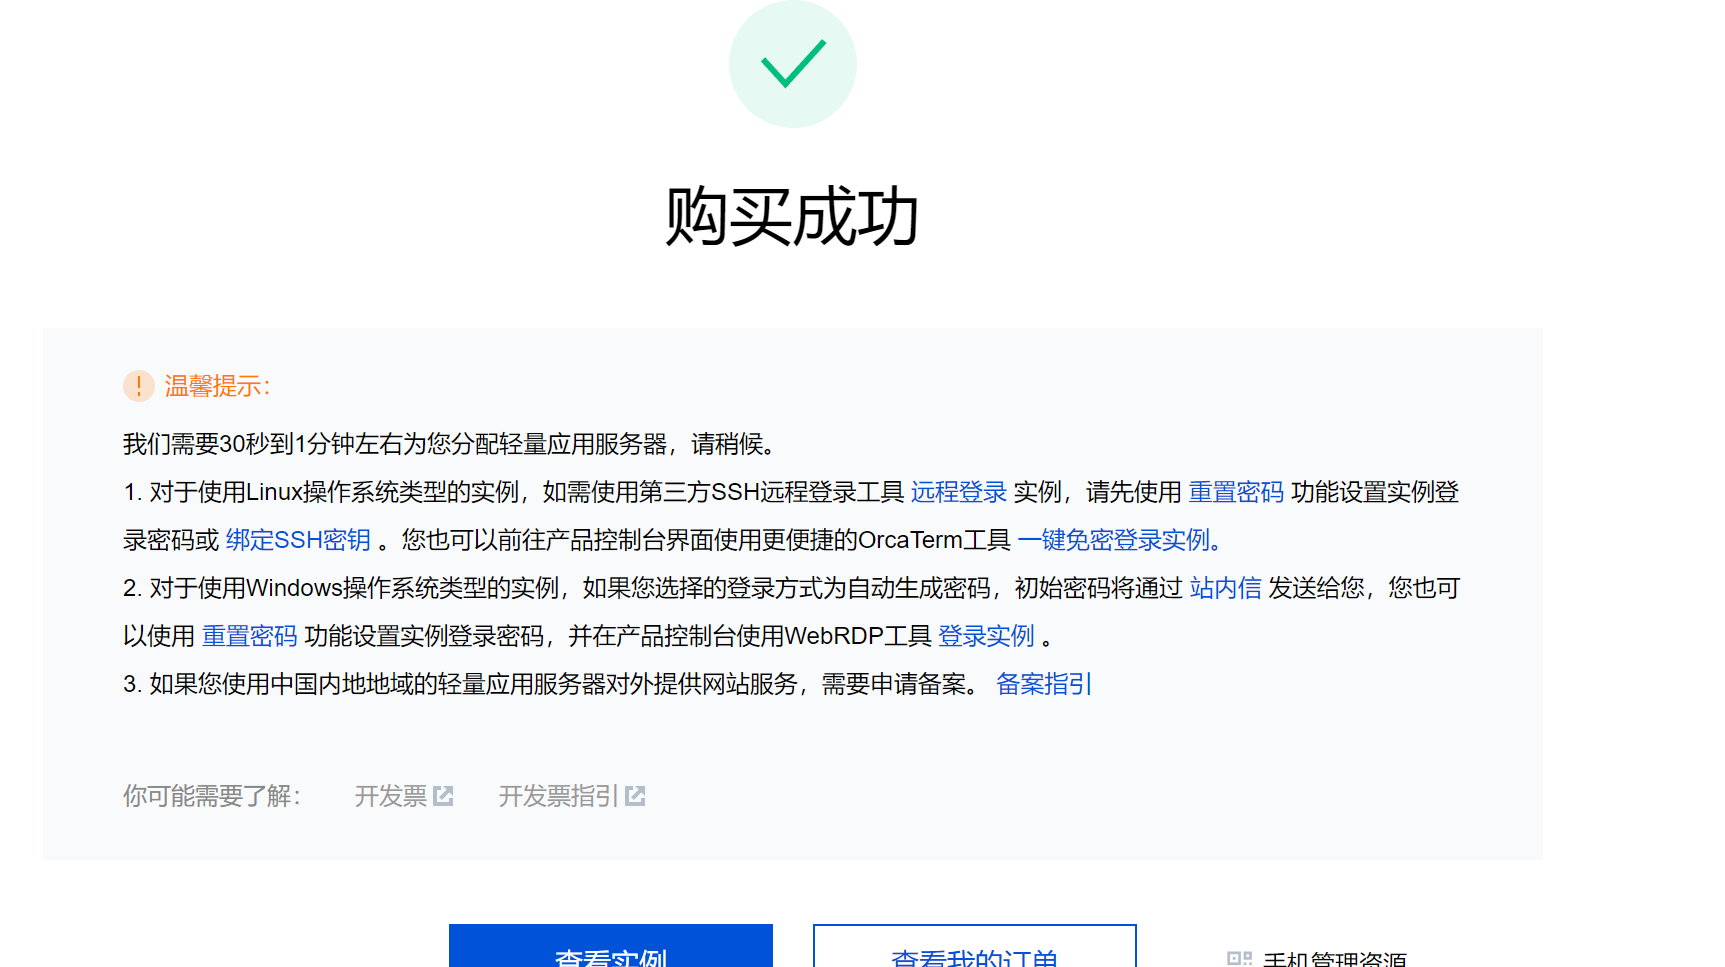 购买成功
温馨提示：
我们需要30秒到1分钟左右为您分配轻量应用服务器，请稍候。
1. 对于使用Linux操作系统类型的实例，如需使用第三方SSH远程登录工具 远程登录 实例，请先使用 重置密码 功能设置实例登
录密码或 绑定SSH密钥 。您也可以前往产品控制台界面使用更便捷的OrcaTerm工具 一键免密登录实例。
2. 对于使用Windows操作系统类型的实例，如果您选择的登录方式为自动生成密码，初始密码将通过 站内信 发送给您，您也可
以使用 重置密码 功能设置实例登录密码，并在产品控制台使用WebRDP工具 登录实例 。
3. 如果您使用中国内地地域的轻量应用服务器对外提供网站服务，需要申请备案。 备案指引
你可能需要了解： 开发票 开发票指引
查看实例 查看我的订单 手机管理资源